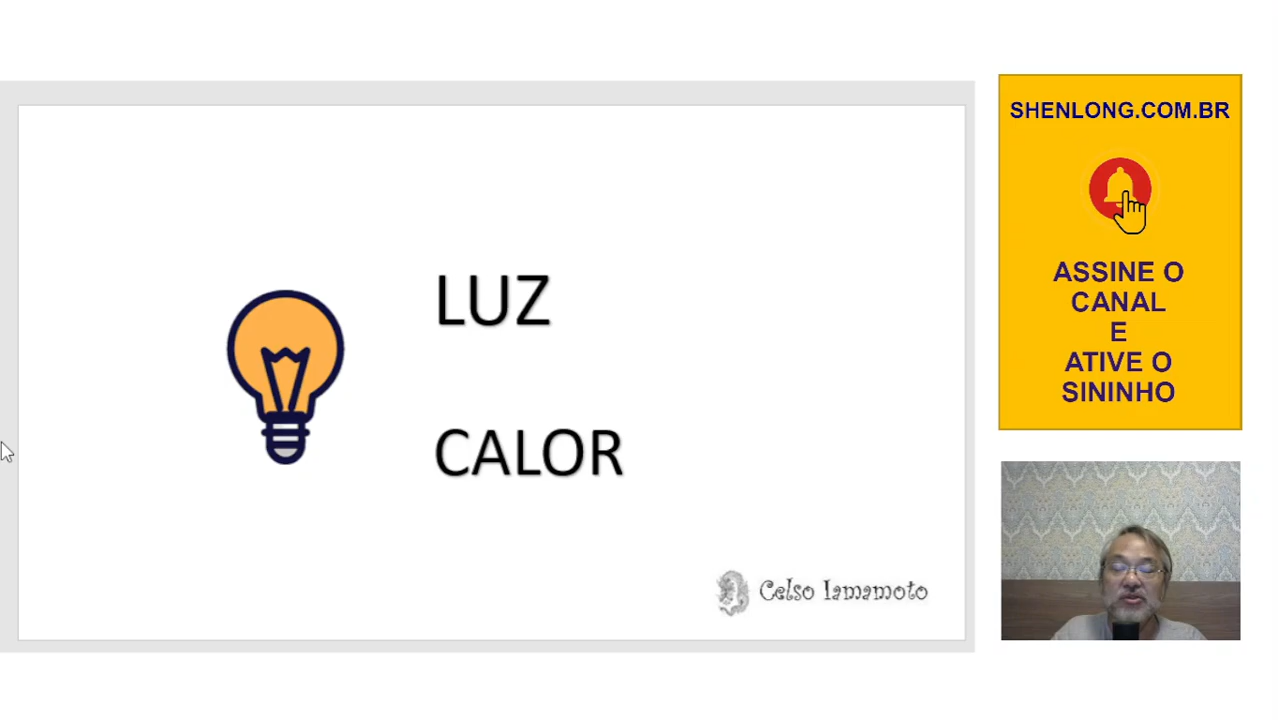 LUZ
CALOR
Celso Iamamoto
SHENLONG.COM.BR
ASSINE O
CANAL
E
ATIVE O
SININHO